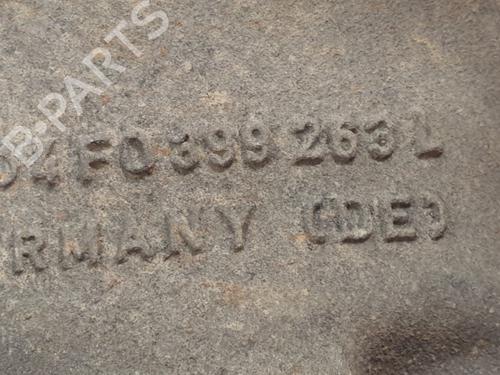 B-PARTS
4F0 399 263 L
RMANY (DE)